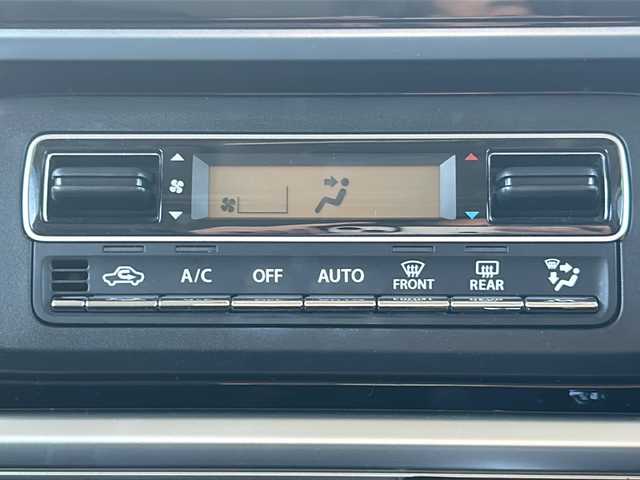 A/C OFF AUTO FRONT REAR